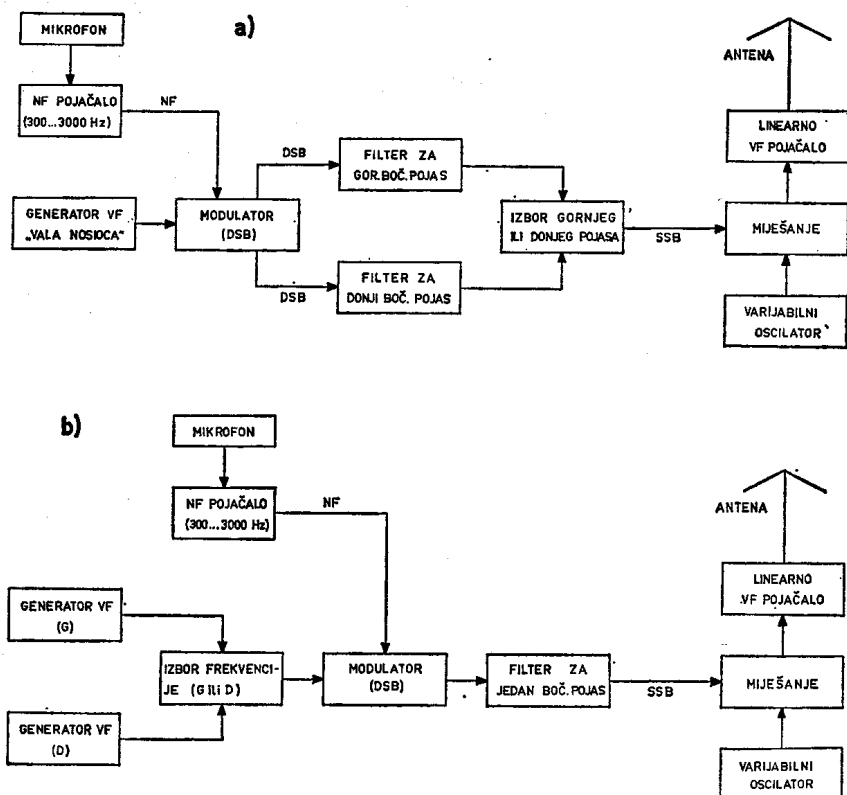 a)
MIKROFON
NF POJAČALO
(300...3000 Hz)
NF
GENERATOR VF
„VALA NOSIOCA“
MODULATOR
(DSB)
DSB
DSB
FILTER ZA
GOR. BOČ. POJAS
FILTER ZA
DONJI BOČ. POJAS
IZBOR GORNJEG
ILI DONJEG POJASA
SSB
ANTENA
LINEARNO
VF POJAČALO
MIJEŠANJE
VARIJABILNI
OSCILATOR
b)
MIKROFON
NF POJAČALO
(300...3000 Hz)
NF
GENERATOR VF
(G)
GENERATOR VF
(D)
IZBOR FREKVENCI-
JE (G ILI D)
MODULATOR
(DSB)
FILTER ZA
JEDAN BOČ. POJAS
SSB
ANTENA
LINEARNO
VF POJAČALO
MIJEŠANJE
VARIJABILNI
OSCILATOR